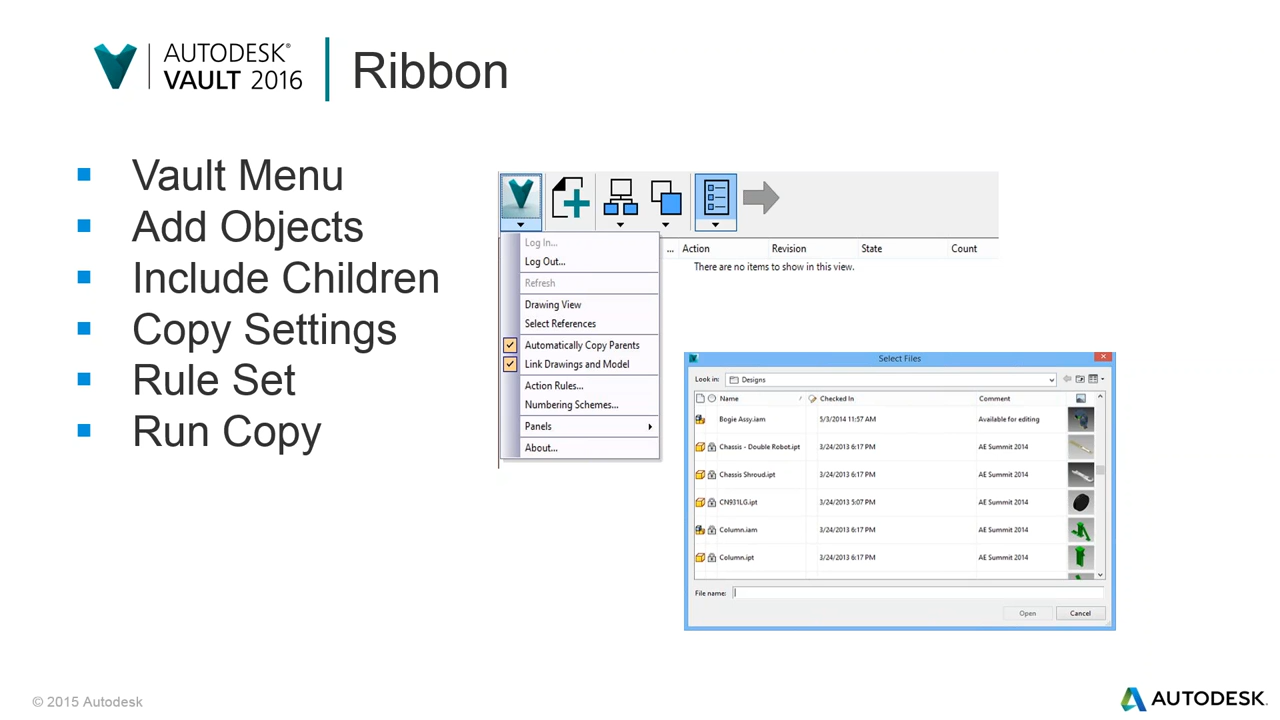 AUTODESK®
VAULT 2016
Ribbon
Vault Menu
Add Objects
Include Children
Copy Settings
Rule Set
Run Copy
Log In...
Log Out...
Refresh
Drawing View
Select References
Automatically Copy Parents
Link Drawings and Model
Action Rules...
Numbering Schemes...
Panels
About...
... Action Revision State Count
There are no items to show in this view.
Select Files
Look in: Designs
Name Checked In Comment
Bogie Assy.iam 5/3/2014 11:57 AM Available for editing
Chassis - Double Robot.ipt 3/24/2013 6:17 PM AE Summit 2014
Chassis Shroud.ipt 3/24/2013 6:17 PM AE Summit 2014
CN931LG.ipt 3/24/2013 5:07 PM AE Summit 2014
Column.iam 3/24/2013 6:17 PM AE Summit 2014
Column.ipt 3/24/2013 6:17 PM AE Summit 2014
File name:
Open Cancel
© 2015 Autodesk
AUTODESK.